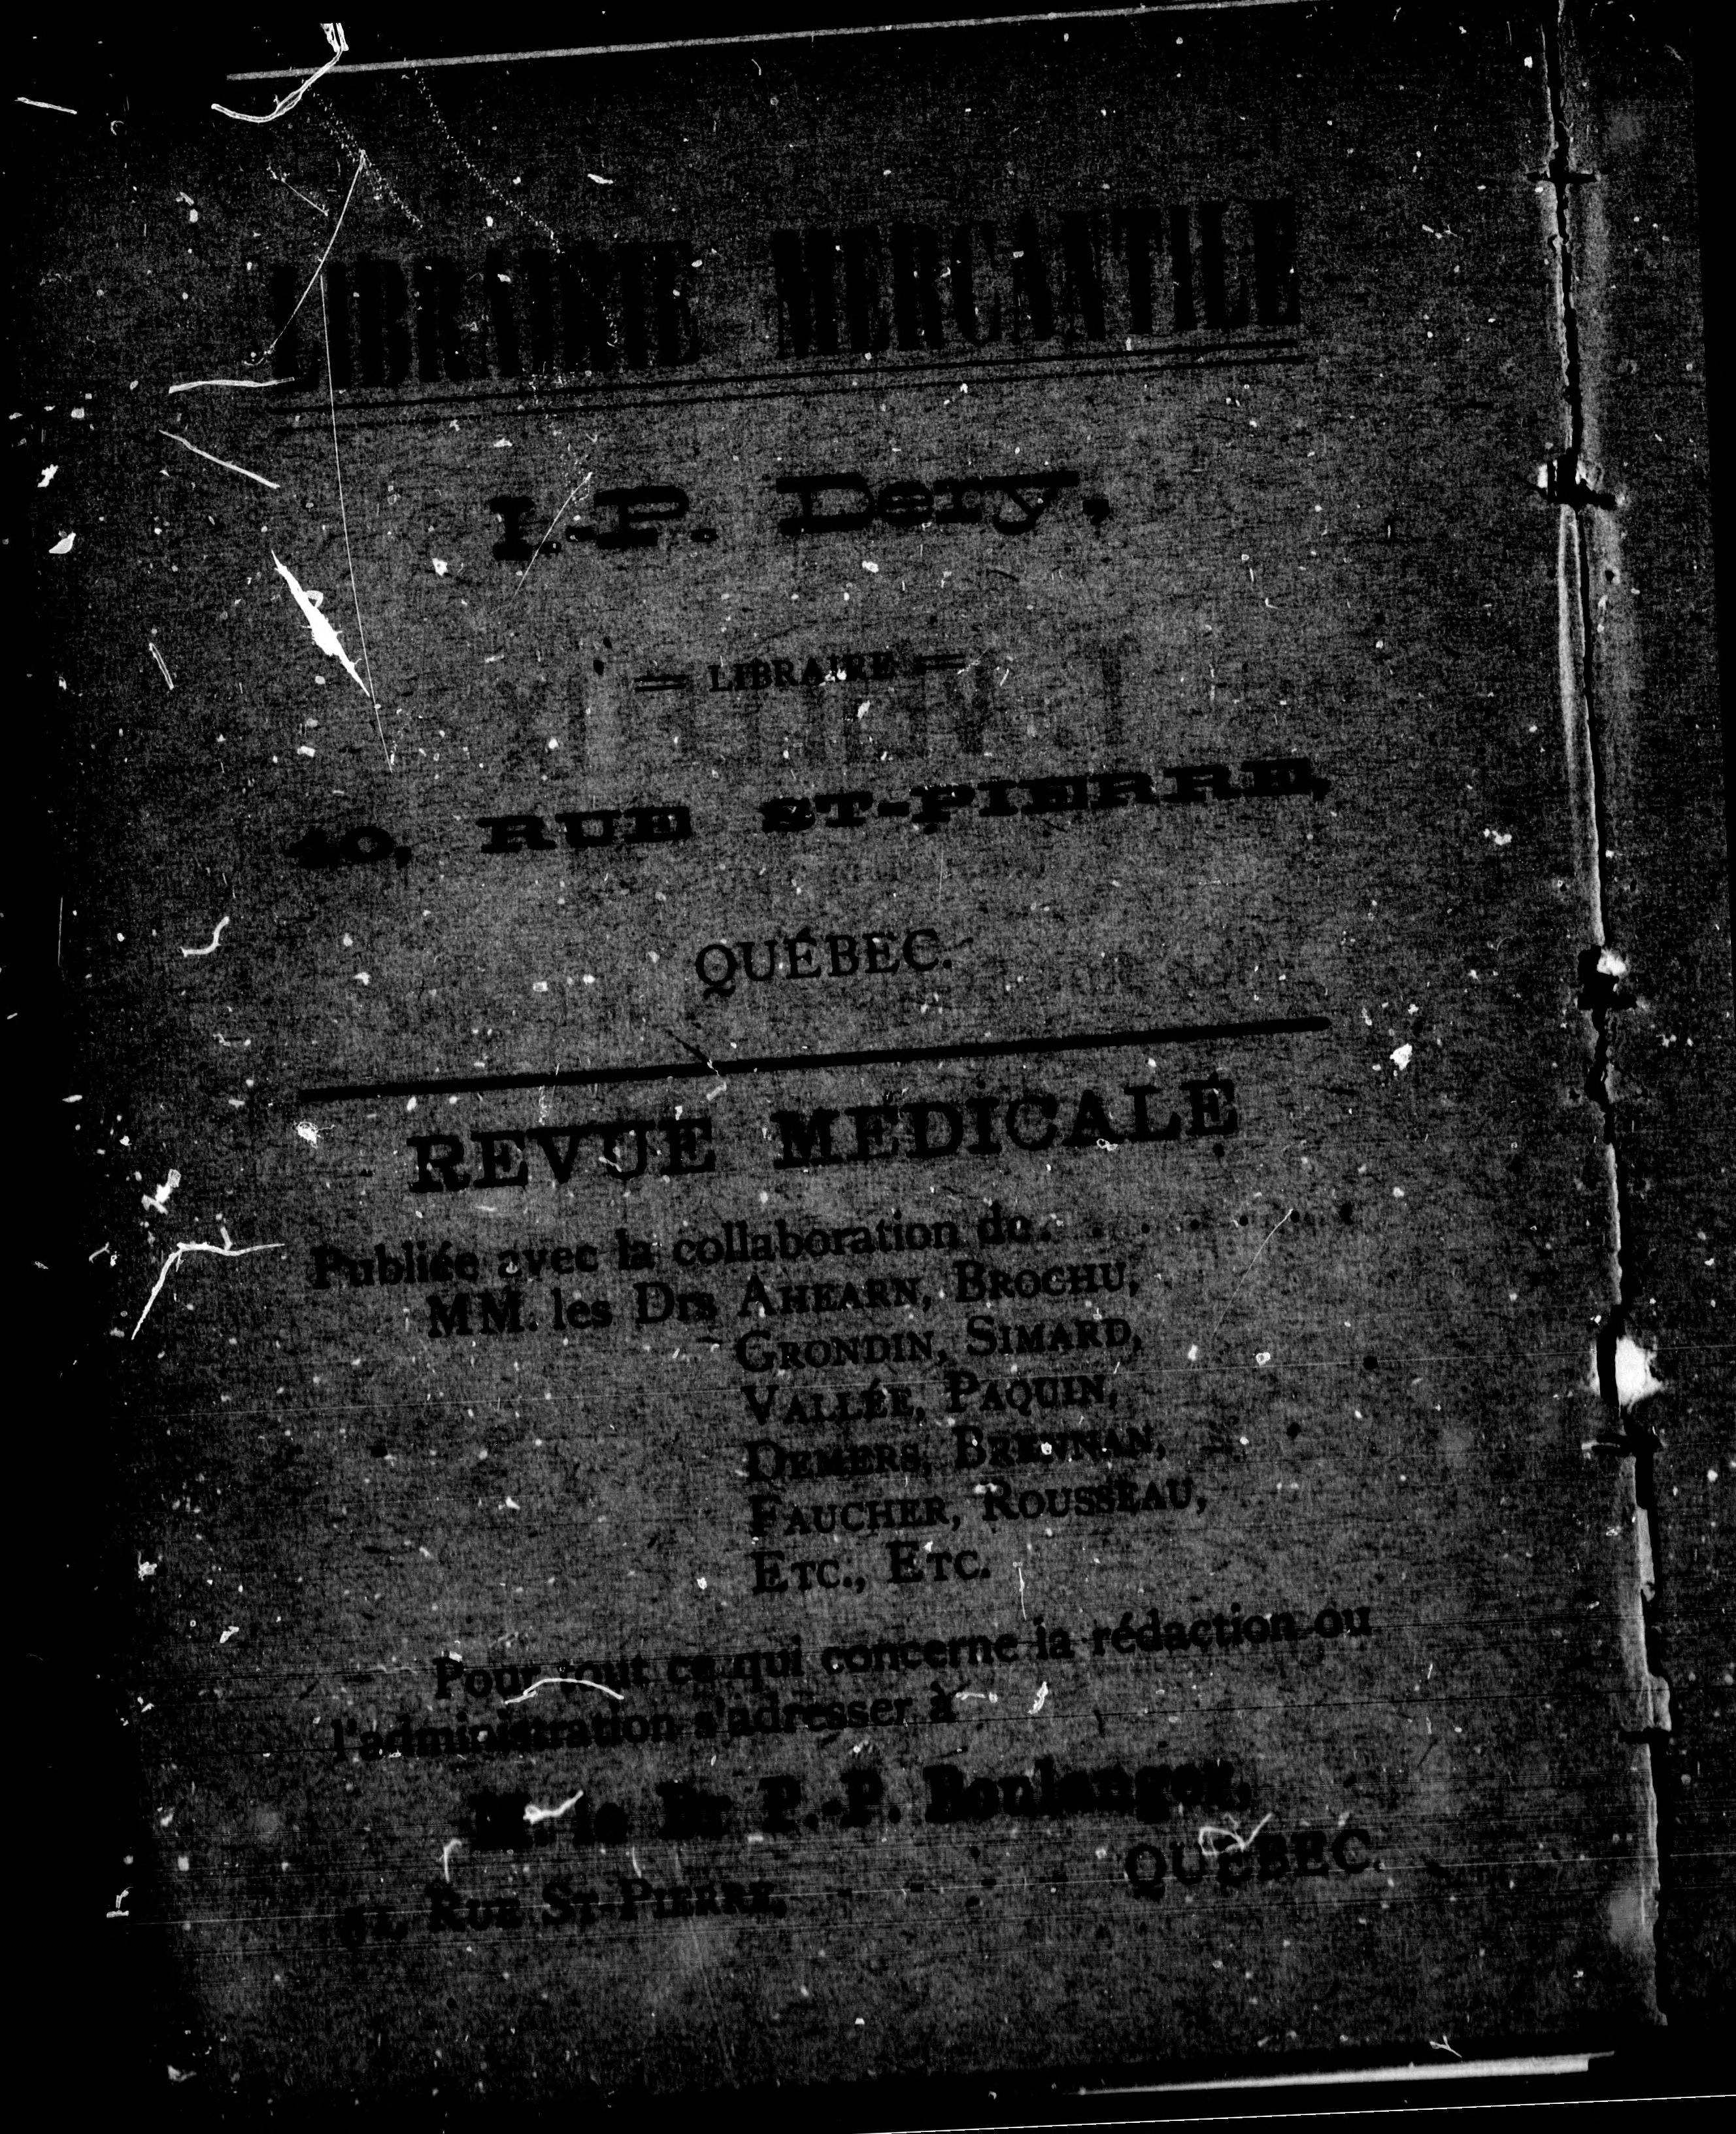 LIBRAIRIE MERCANTILE
I.-P. Dery,
= LIBRAIRE =
40, RUE ST-PIERRE,
QUÉBEC.
REVUE MEDICALE
Publiée avec la collaboration de. . . . . . .
MM. les Drs AHEARN, BROCHU,
GRONDIN, SIMARD,
VALLÉE, PAQUIN,
DEMERS, BRENNAN,
FAUCHER, ROUSSEAU,
ETC., ETC.
Pour tout ce qui concerne la rédaction ou
l'administration s'adresser à
M. le Dr P.-P. Boulanger,
RUE ST-PIERRE, - - - - - QUÉBEC.